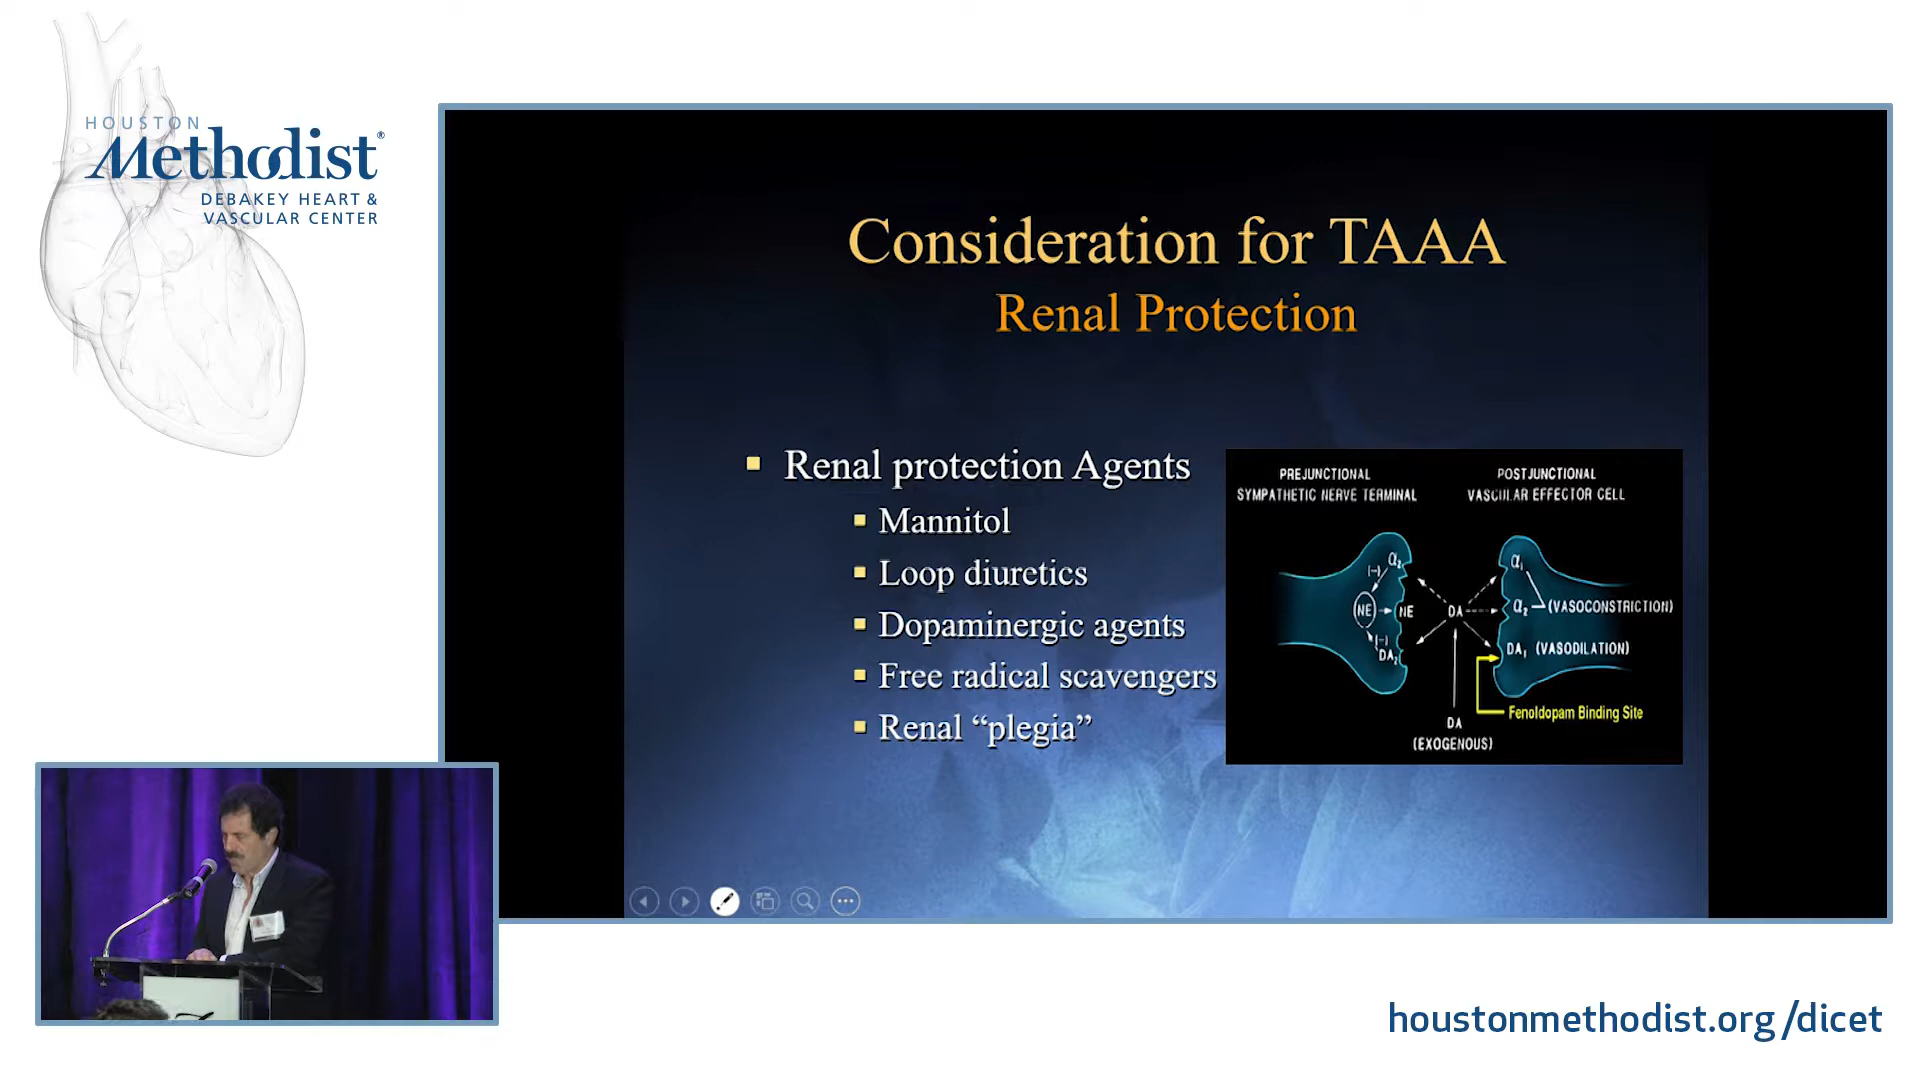 HOUSTON
Methodist®
DEBAKEY HEART &
VASCULAR CENTER
Consideration for TAAA
Renal Protection
Renal protection Agents
Mannitol
Loop diuretics
Dopaminergic agents
Free radical scavengers
Renal “plegia”
PREJUNCTIONAL
SYMPATHETIC NERVE TERMINAL
POSTJUNCTIONAL
VASCULAR EFFECTOR CELL
α₂
(-)
NE
NE
(-)
DA₂
DA
α₁
α₂ (VASOCONSTRICTION)
DA₁ (VASODILATION)
Fenoldopam Binding Site
DA
(EXOGENOUS)
houstonmethodist.org/dicet